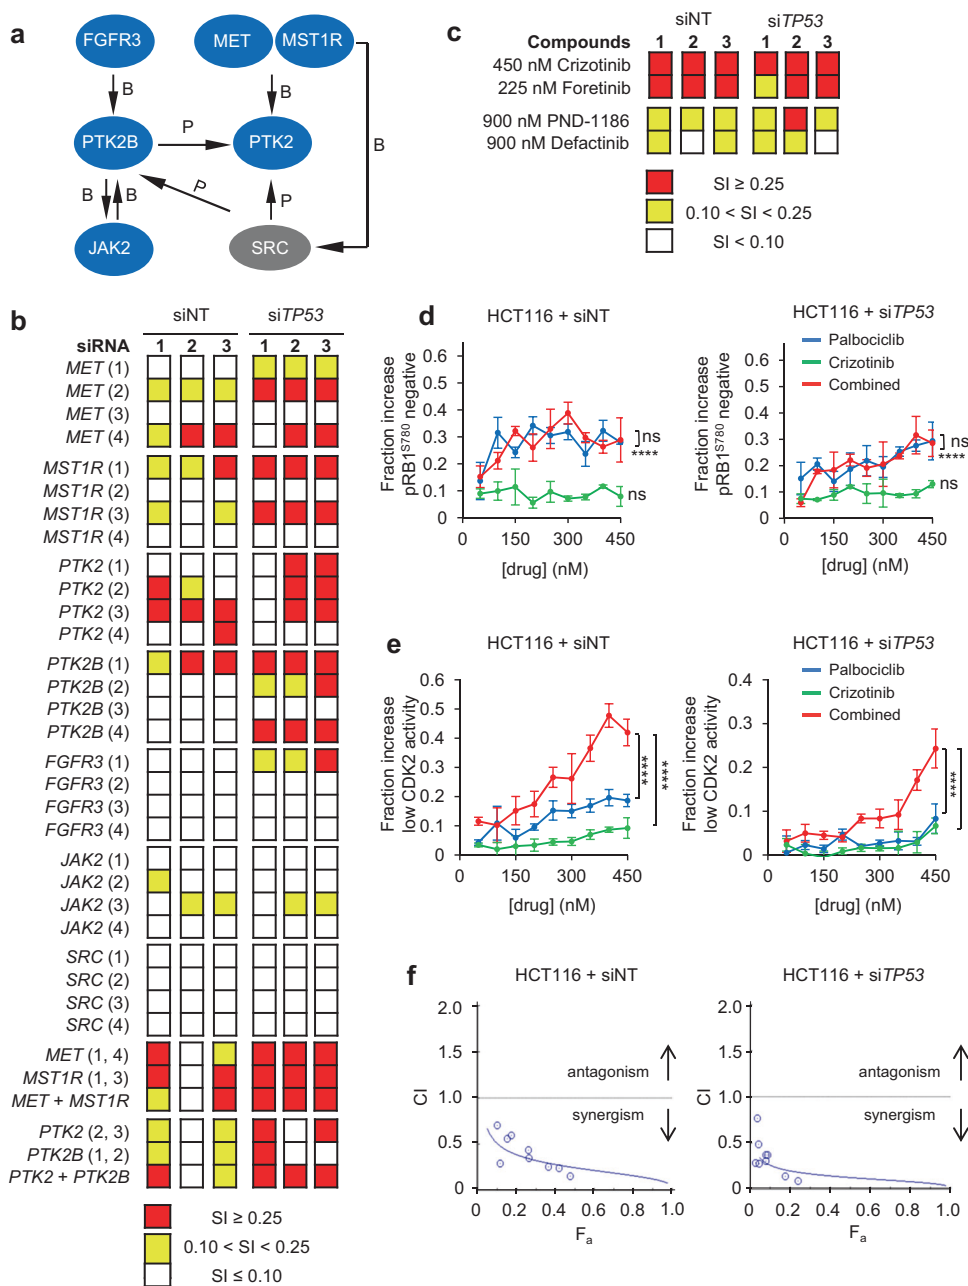 a
FGFR3
MET
MST1R
B
B
B
PTK2B
P
PTK2
B
B
P
P
JAK2
SRC
b
siNT
siTP53
siRNA
1 2 3 1 2 3
MET (1)
MET (2)
MET (3)
MET (4)
MST1R (1)
MST1R (2)
MST1R (3)
MST1R (4)
PTK2 (1)
PTK2 (2)
PTK2 (3)
PTK2 (4)
PTK2B (1)
PTK2B (2)
PTK2B (3)
PTK2B (4)
FGFR3 (1)
FGFR3 (2)
FGFR3 (3)
FGFR3 (4)
JAK2 (1)
JAK2 (2)
JAK2 (3)
JAK2 (4)
SRC (1)
SRC (2)
SRC (3)
SRC (4)
MET (1, 4)
MST1R (1, 3)
MET + MST1R
PTK2 (2, 3)
PTK2B (1, 2)
PTK2 + PTK2B
SI ≥ 0.25
0.10 < SI < 0.25
SI ≤ 0.10
c
siNT
siTP53
Compounds
1 2 3 1 2 3
450 nM Crizotinib
225 nM Foretinib
900 nM PND-1186
900 nM Defactinib
SI ≥ 0.25
0.10 < SI < 0.25
SI < 0.10
d
HCT116 + siNT
Fraction increase
pRB1S780 negative
0.6
0.5
0.4
0.3
0.2
0.1
0
0 150 300 450
[drug] (nM)
ns
****
ns
HCT116 + siTP53
Palbociclib
Crizotinib
Combined
Fraction increase
pRB1S780 negative
0.6
0.5
0.4
0.3
0.2
0.1
0
0 150 300 450
[drug] (nM)
ns
****
ns
e
HCT116 + siNT
Fraction increase
low CDK2 activity
0.6
0.5
0.4
0.3
0.2
0.1
0
0 150 300 450
[drug] (nM)
****
****
HCT116 + siTP53
Palbociclib
Crizotinib
Combined
Fraction increase
low CDK2 activity
0.4
0.2
0
0 150 300 450
[drug] (nM)
****
f
HCT116 + siNT
CI
2.0
1.5
1.0
0.5
0
antagonism
synergism
0 0.2 0.4 0.6 0.8 1.0
Fa
HCT116 + siTP53
2.0
1.5
1.0
0.5
0
antagonism
synergism
0 0.2 0.4 0.6 0.8 1.0
Fa